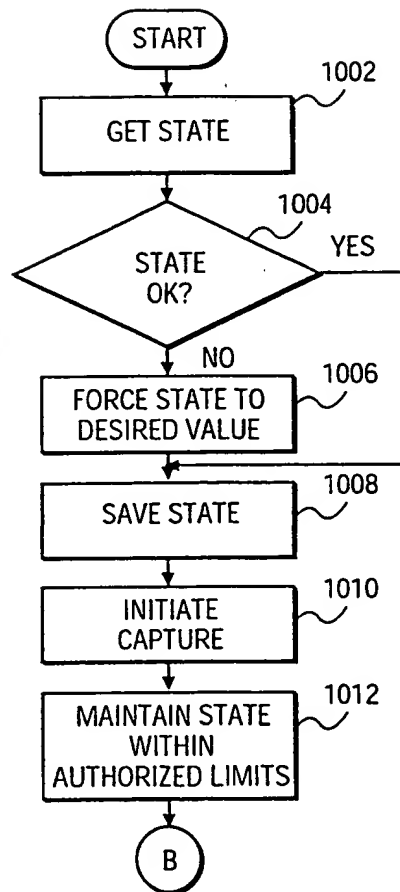 START
1002
GET STATE
1004
YES
STATE
OK?
NO
1006
FORCE STATE TO
DESIRED VALUE
1008
SAVE STATE
1010
INITIATE
CAPTURE
1012
MAINTAIN STATE
WITHIN
AUTHORIZED LIMITS
B